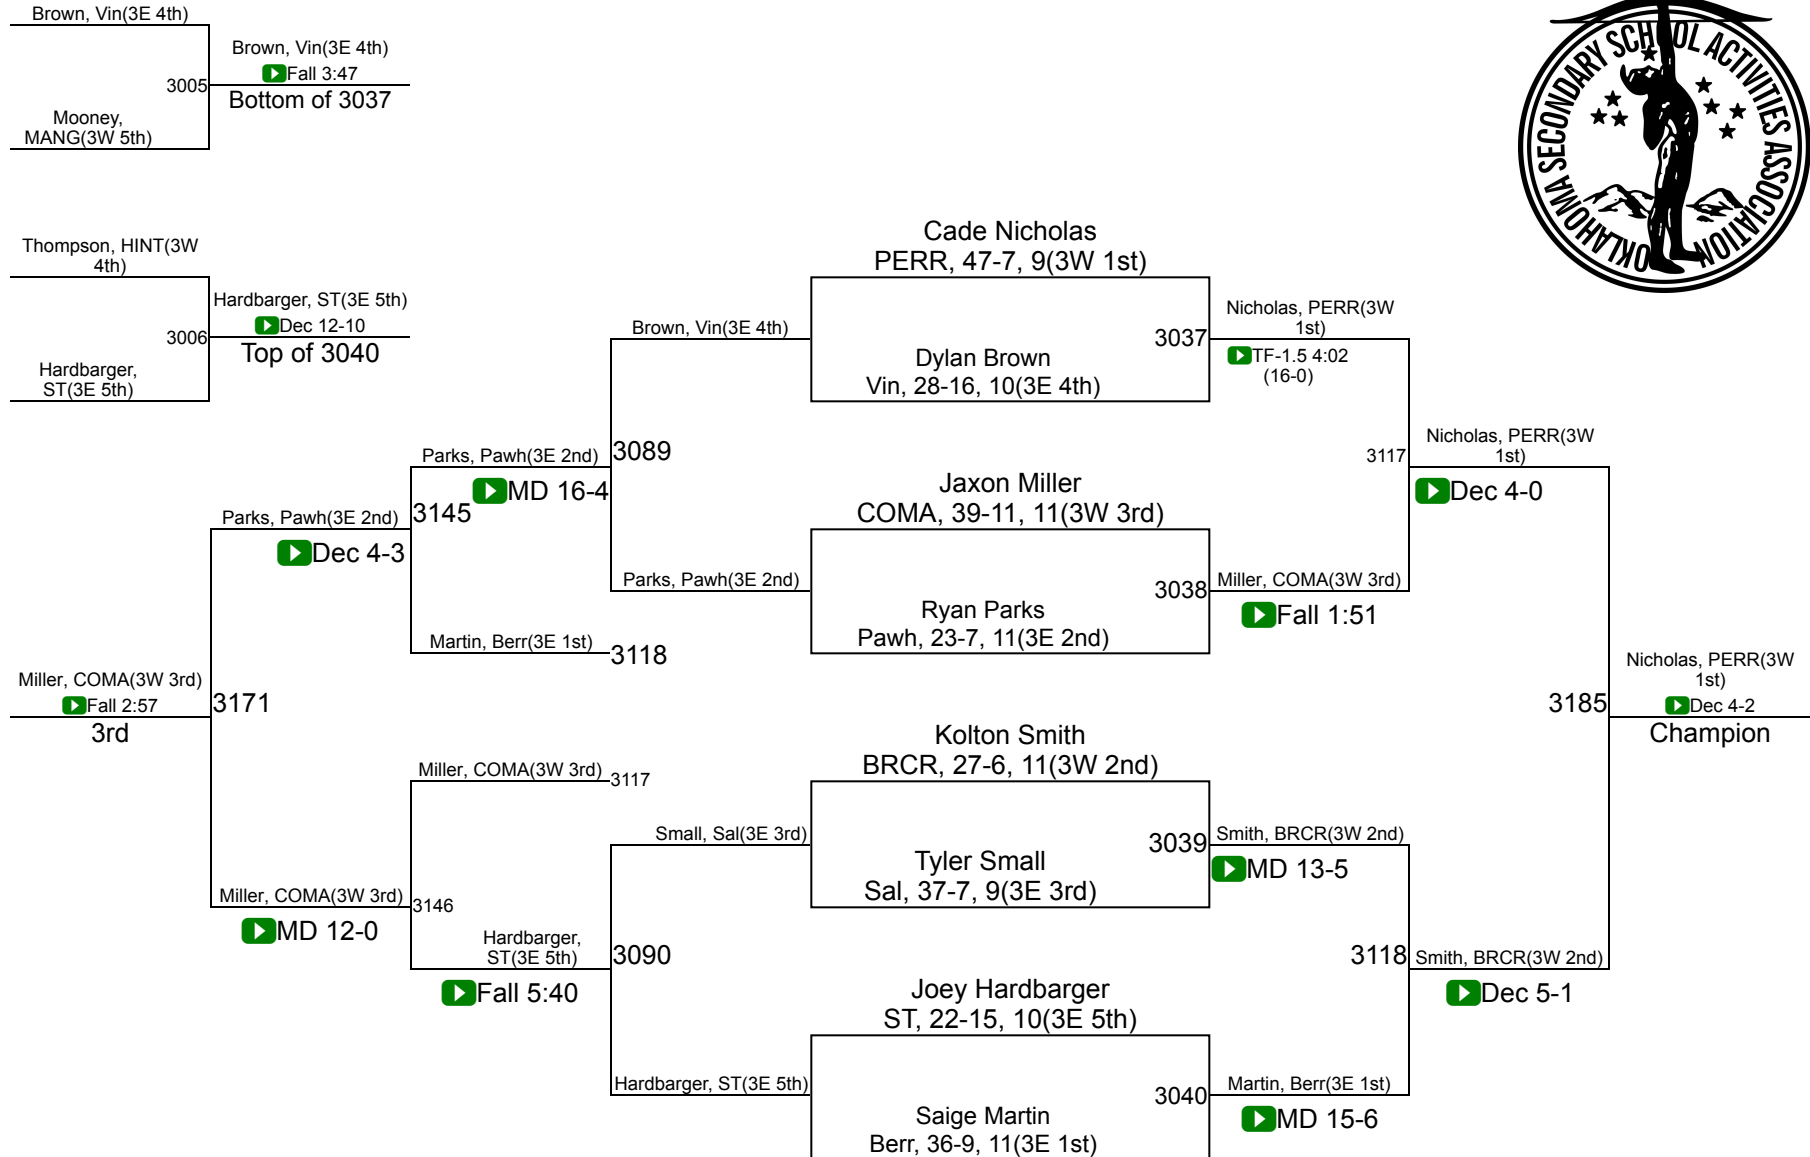 Brown, Vin(3E 4th)
Brown, Vin(3E 4th)
Fall 3:47
3005
Bottom of 3037
Mooney,
MANG(3W 5th)
OKLAHOMA SECONDARY SCHOOL ACTIVITIES ASSOCIATION
Thompson, HINT(3W
4th)
Hardbarger, ST(3E 5th)
Dec 12-10
3006
Top of 3040
Hardbarger,
ST(3E 5th)
Cade Nicholas
PERR, 47-7, 9(3W 1st)
Brown, Vin(3E 4th)
3037
Nicholas, PERR(3W
1st)
TF-1.5 4:02
(16-0)
Dylan Brown
Vin, 28-16, 10(3E 4th)
Parks, Pawh(3E 2nd)
3089
MD 16-4
Jaxon Miller
COMA, 39-11, 11(3W 3rd)
3117
Nicholas, PERR(3W
1st)
Dec 4-0
Parks, Pawh(3E 2nd)
3145
Dec 4-3
Parks, Pawh(3E 2nd)
3038
Miller, COMA(3W 3rd)
Fall 1:51
Ryan Parks
Pawh, 23-7, 11(3E 2nd)
Martin, Berr(3E 1st)
3118
Miller, COMA(3W 3rd)
Fall 2:57
3171
3rd
3185
Nicholas, PERR(3W
1st)
Dec 4-2
Champion
Kolton Smith
BRCR, 27-6, 11(3W 2nd)
Miller, COMA(3W 3rd)
3117
Small, Sal(3E 3rd)
3039
Smith, BRCR(3W 2nd)
MD 13-5
Tyler Small
Sal, 37-7, 9(3E 3rd)
Miller, COMA(3W 3rd)
3146
MD 12-0
Hardbarger,
ST(3E 5th)
3090
Fall 5:40
3118
Smith, BRCR(3W 2nd)
Dec 5-1
Joey Hardbarger
ST, 22-15, 10(3E 5th)
Hardbarger, ST(3E 5th)
3040
Martin, Berr(3E 1st)
MD 15-6
Saige Martin
Berr, 36-9, 11(3E 1st)